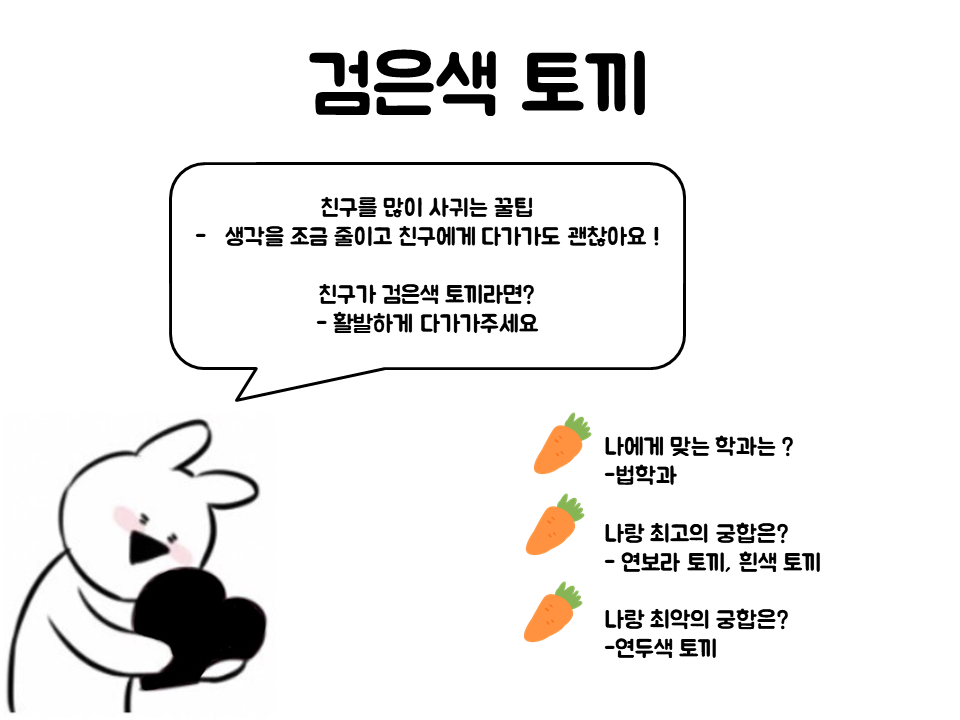 검은색 토끼
친구를 많이 사귀는 꿀팁
- 생각을 조금 줄이고 친구에게 다가가도 괜찮아요 !
친구가 검은색 토끼라면?
- 활발하게 다가가주세요
나에게 맞는 학과는 ?
-법학과
나랑 최고의 궁합은?
- 연보라 토끼, 흰색 토끼
나랑 최악의 궁합은?
-연두색 토끼